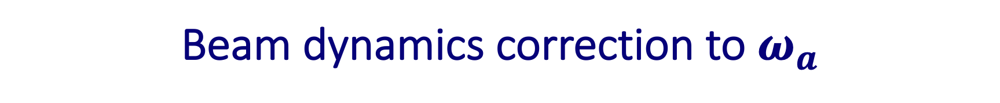 Beam dynamics correction to ωₐ